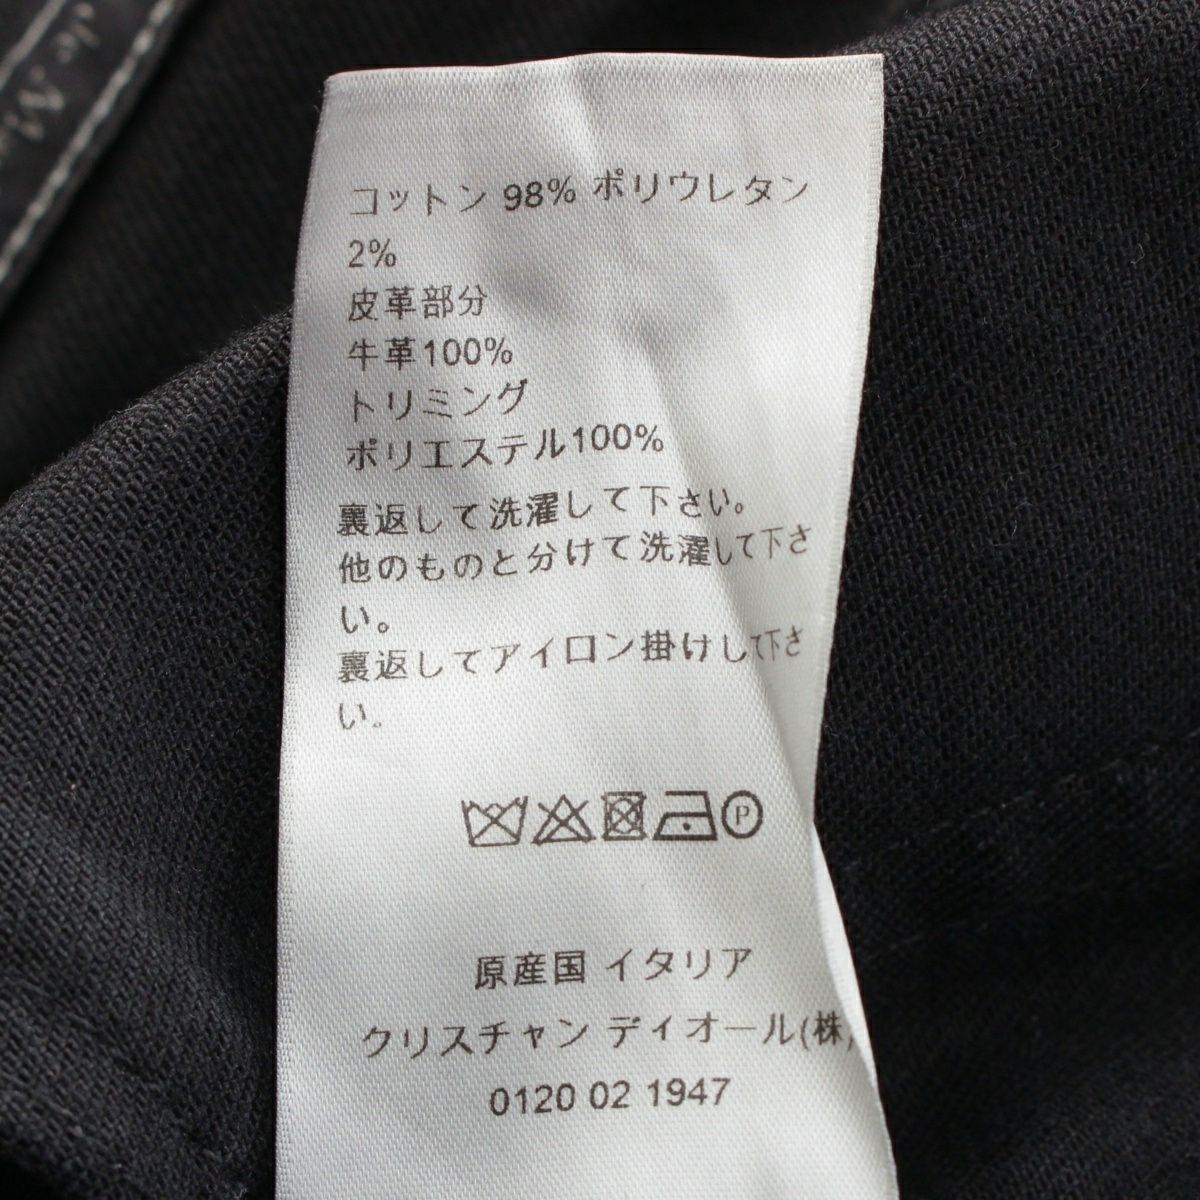 de M
コットン 98% ポリウレタン
2%
皮革部分
牛革100%
トリミング
ポリエステル100%
裏返して洗濯して下さい。
他のものと分けて洗濯して下さ
い。
裏返してアイロン掛けして下さ
い。
P
原産国 イタリア
クリスチャン ディオール(株)
0120 02 1947